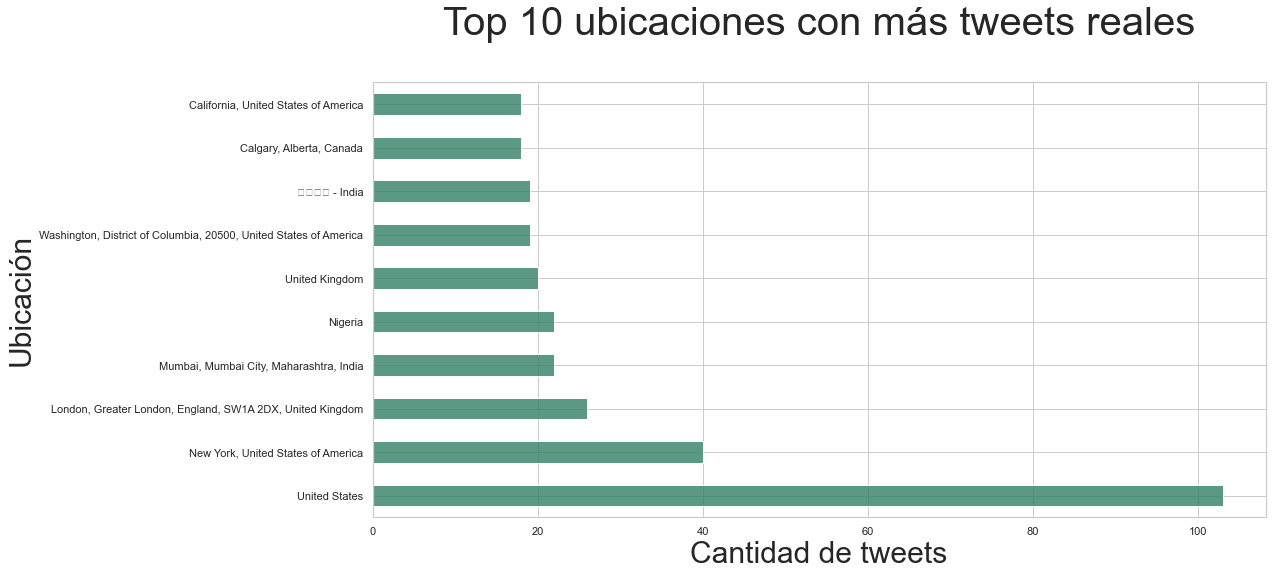 Top 10 ubicaciones con más tweets reales
California, United States of America
Calgary, Alberta, Canada
- India
Washington, District of Columbia, 20500, United States of America
United Kingdom
Nigeria
Mumbai, Mumbai City, Maharashtra, India
London, Greater London, England, SW1A 2DX, United Kingdom
New York, United States of America
United States
Ubicación
0 20 40 60 80 100
Cantidad de tweets